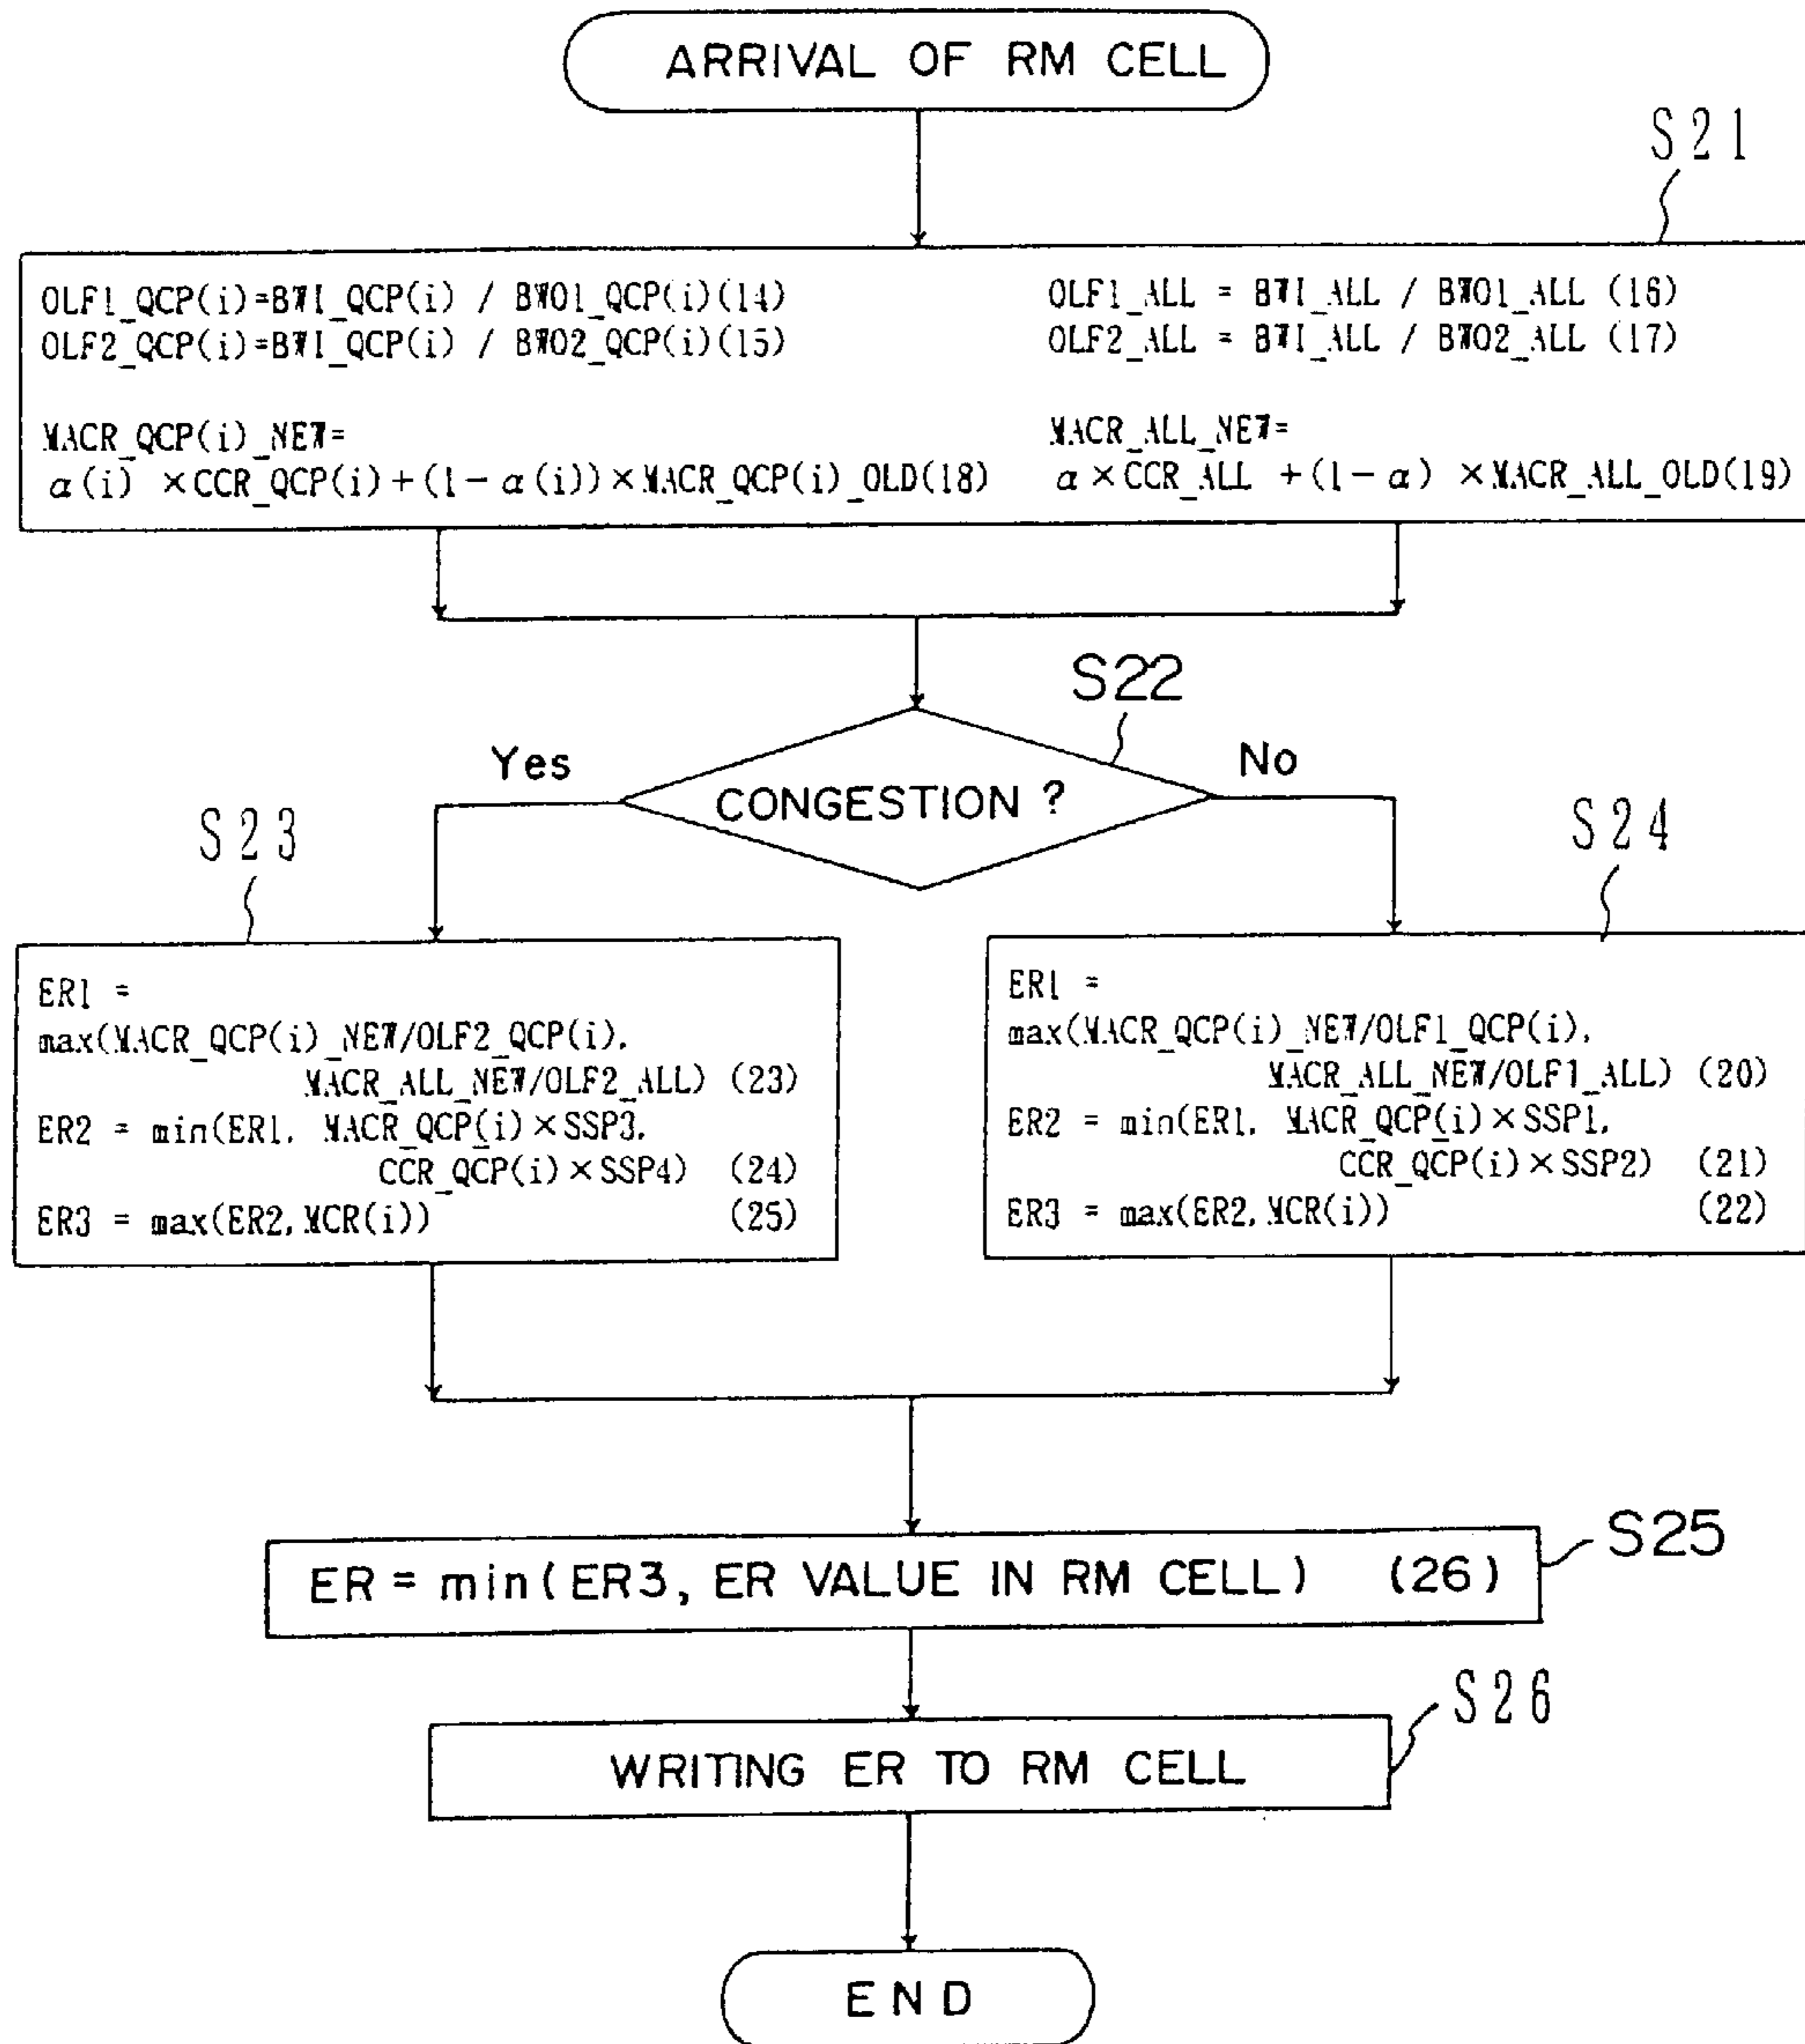 ARRIVAL OF RM CELL
S21
OLF1_QCP(i)=BWI_QCP(i) / BWO1_QCP(i)(14)
OLF2_QCP(i)=BWI_QCP(i) / BWO2_QCP(i)(15)
OLF1_ALL = BWI_ALL / BWO1_ALL (16)
OLF2_ALL = BWI_ALL / BWO2_ALL (17)
MACR_QCP(i)_NEW=
α(i) ×CCR_QCP(i)+(1-α(i))×MACR_QCP(i)_OLD(18)
MACR_ALL_NEW=
α×CCR_ALL +(1-α) ×MACR_ALL_OLD(19)
S22
Yes
CONGESTION ?
No
S23
ER1 =
max(MACR_QCP(i)_NEW/OLF2_QCP(i),
MACR_ALL_NEW/OLF2_ALL) (23)
ER2 = min(ER1, MACR_QCP(i)×SSP3,
CCR_QCP(i)×SSP4) (24)
ER3 = max(ER2,MCR(i)) (25)
S24
ER1 =
max(MACR_QCP(i)_NEW/OLF1_QCP(i),
MACR_ALL_NEW/OLF1_ALL) (20)
ER2 = min(ER1, MACR_QCP(i)×SSP1,
CCR_QCP(i)×SSP2) (21)
ER3 = max(ER2,MCR(i)) (22)
S25
ER = min(ER3, ER VALUE IN RM CELL) (26)
S26
WRITING ER TO RM CELL
END